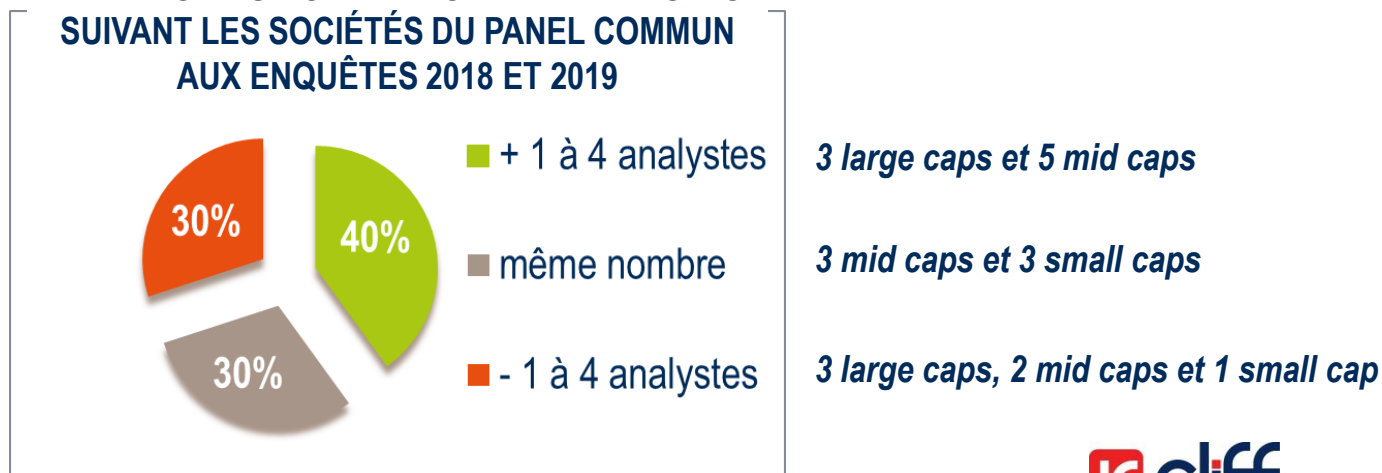 SUIVANT LES SOCIÉTÉS DU PANEL COMMUN
AUX ENQUÊTES 2018 ET 2019
+ 1 à 4 analystes
3 large caps et 5 mid caps
30%
40%
même nombre
3 mid caps et 3 small caps
30%
- 1 à 4 analystes
3 large caps, 2 mid caps et 1 small cap
cliff